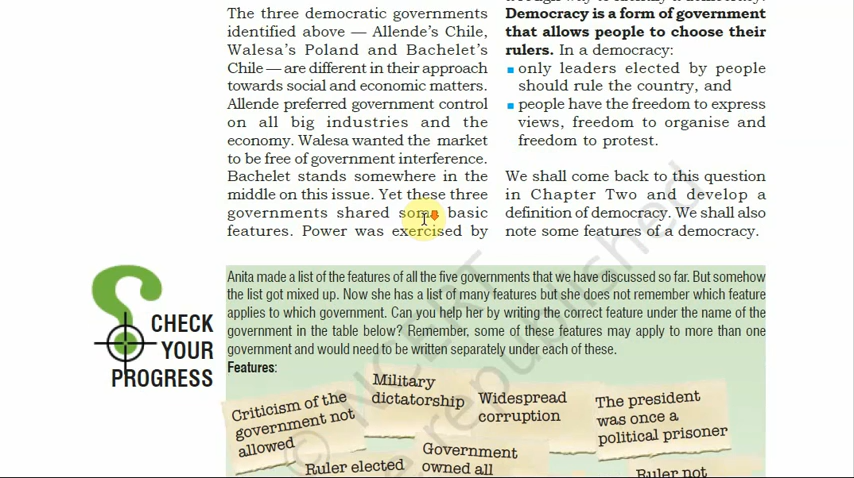 The three democratic governments
identified above — Allende's Chile,
Walesa's Poland and Bachelet's
Chile — are different in their approach
towards social and economic matters.
Allende preferred government control
on all big industries and the
economy. Walesa wanted the market
to be free of government interference.
Bachelet stands somewhere in the
middle on this issue. Yet these three
governments shared some basic
features. Power was exercised by
Democracy is a form of government
that allows people to choose their
rulers. In a democracy:
only leaders elected by people
should rule the country, and
people have the freedom to express
views, freedom to organise and
freedom to protest.
We shall come back to this question
in Chapter Two and develop a
definition of democracy. We shall also
note some features of a democracy.
CHECK
YOUR
PROGRESS
Anita made a list of the features of all the five governments that we have discussed so far. But somehow
the list got mixed up. Now she has a list of many features but she does not remember which feature
applies to which government. Can you help her by writing the correct feature under the name of the
government in the table below? Remember, some of these features may apply to more than one
government and would need to be written separately under each of these.
Features:
Criticism of the
government not
allowed
Military
dictatorship
Widespread
corruption
The president
was once a
political prisoner
Ruler elected
Government
owned all
Ruler not
© NCERT
republished